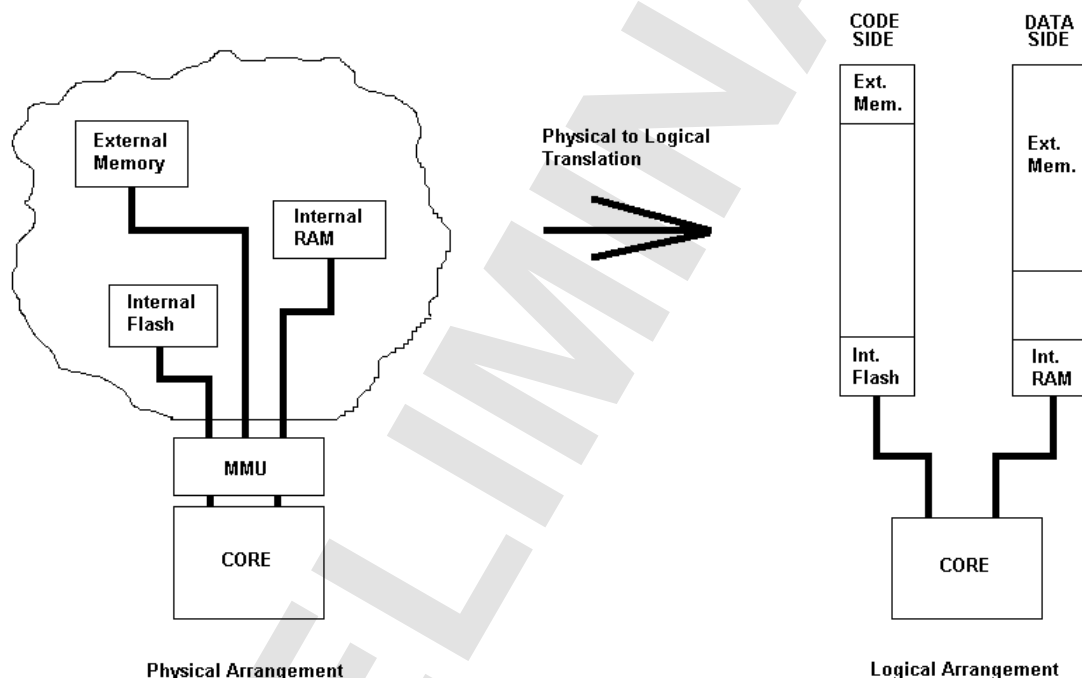 External
Memory
Internal
RAM
Internal
Flash
MMU
CORE
Physical Arrangement
Physical to Logical
Translation
CODE
SIDE
DATA
SIDE
Ext.
Mem.
Ext.
Mem.
Int.
Flash
Int.
RAM
CORE
Logical Arrangement
ELIMINA